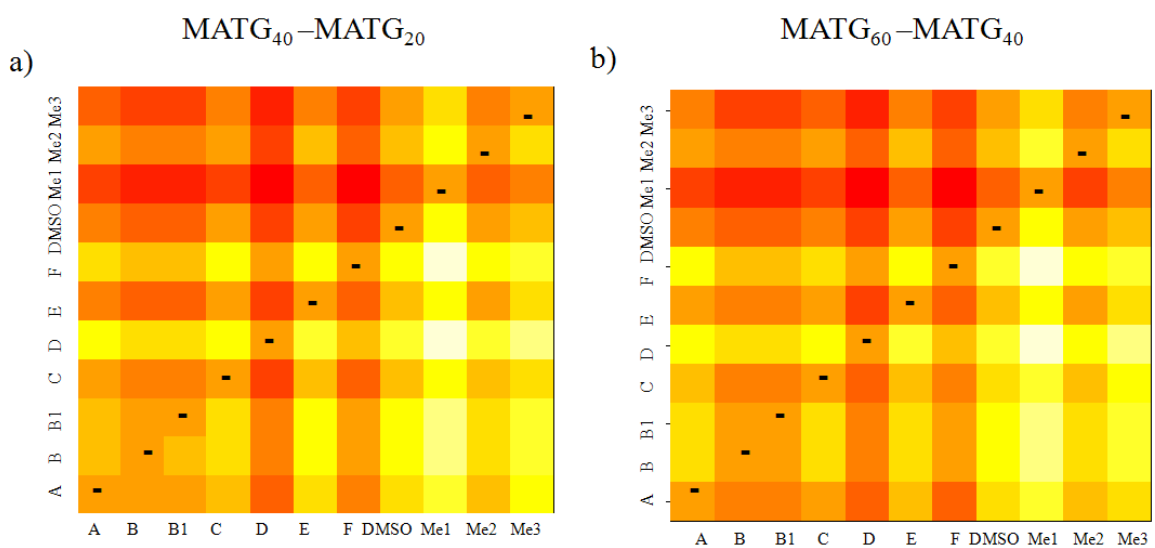 MATG40 –MATG20
MATG60 –MATG40
a)
b)
Me3
Me2
Me1
DMSO
F
E
D
C
B1
B
A
A B B1 C D E F DMSO Me1 Me2 Me3
Me3
Me2
Me1
DMSO
F
E
D
C
B1
B
A
A B B1 C D E F DMSO Me1 Me2 Me3